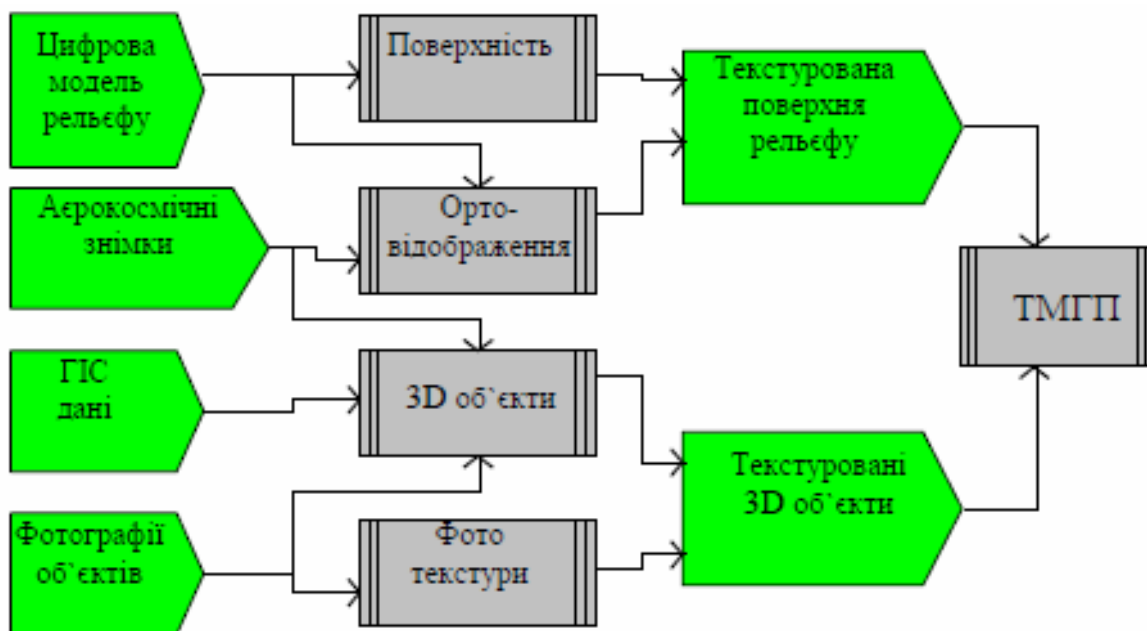 Цифрова
модель
рельєфу
Поверхність
Текстурована
поверхня
рельєфу
Аєрокосмічні
знімки
Орто-
відображення
ТМГП
ГІС
дані
3D об`єкти
Текстуровані
3D об`єкти
Фотографії
об`єктів
Фото
текстури